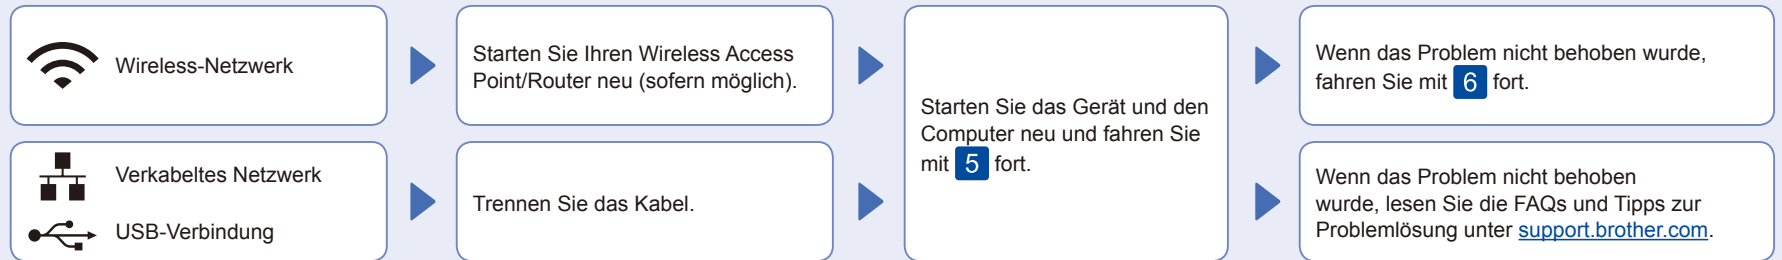 Wireless-Netzwerk
Starten Sie Ihren Wireless Access
Point/Router neu (sofern möglich).
Verkabeltes Netzwerk
USB-Verbindung
Trennen Sie das Kabel.
Starten Sie das Gerät und den
Computer neu und fahren Sie
mit 5 fort.
Wenn das Problem nicht behoben wurde,
fahren Sie mit 6 fort.
Wenn das Problem nicht behoben
wurde, lesen Sie die FAQs und Tipps zur
Problemlösung unter support.brother.com.